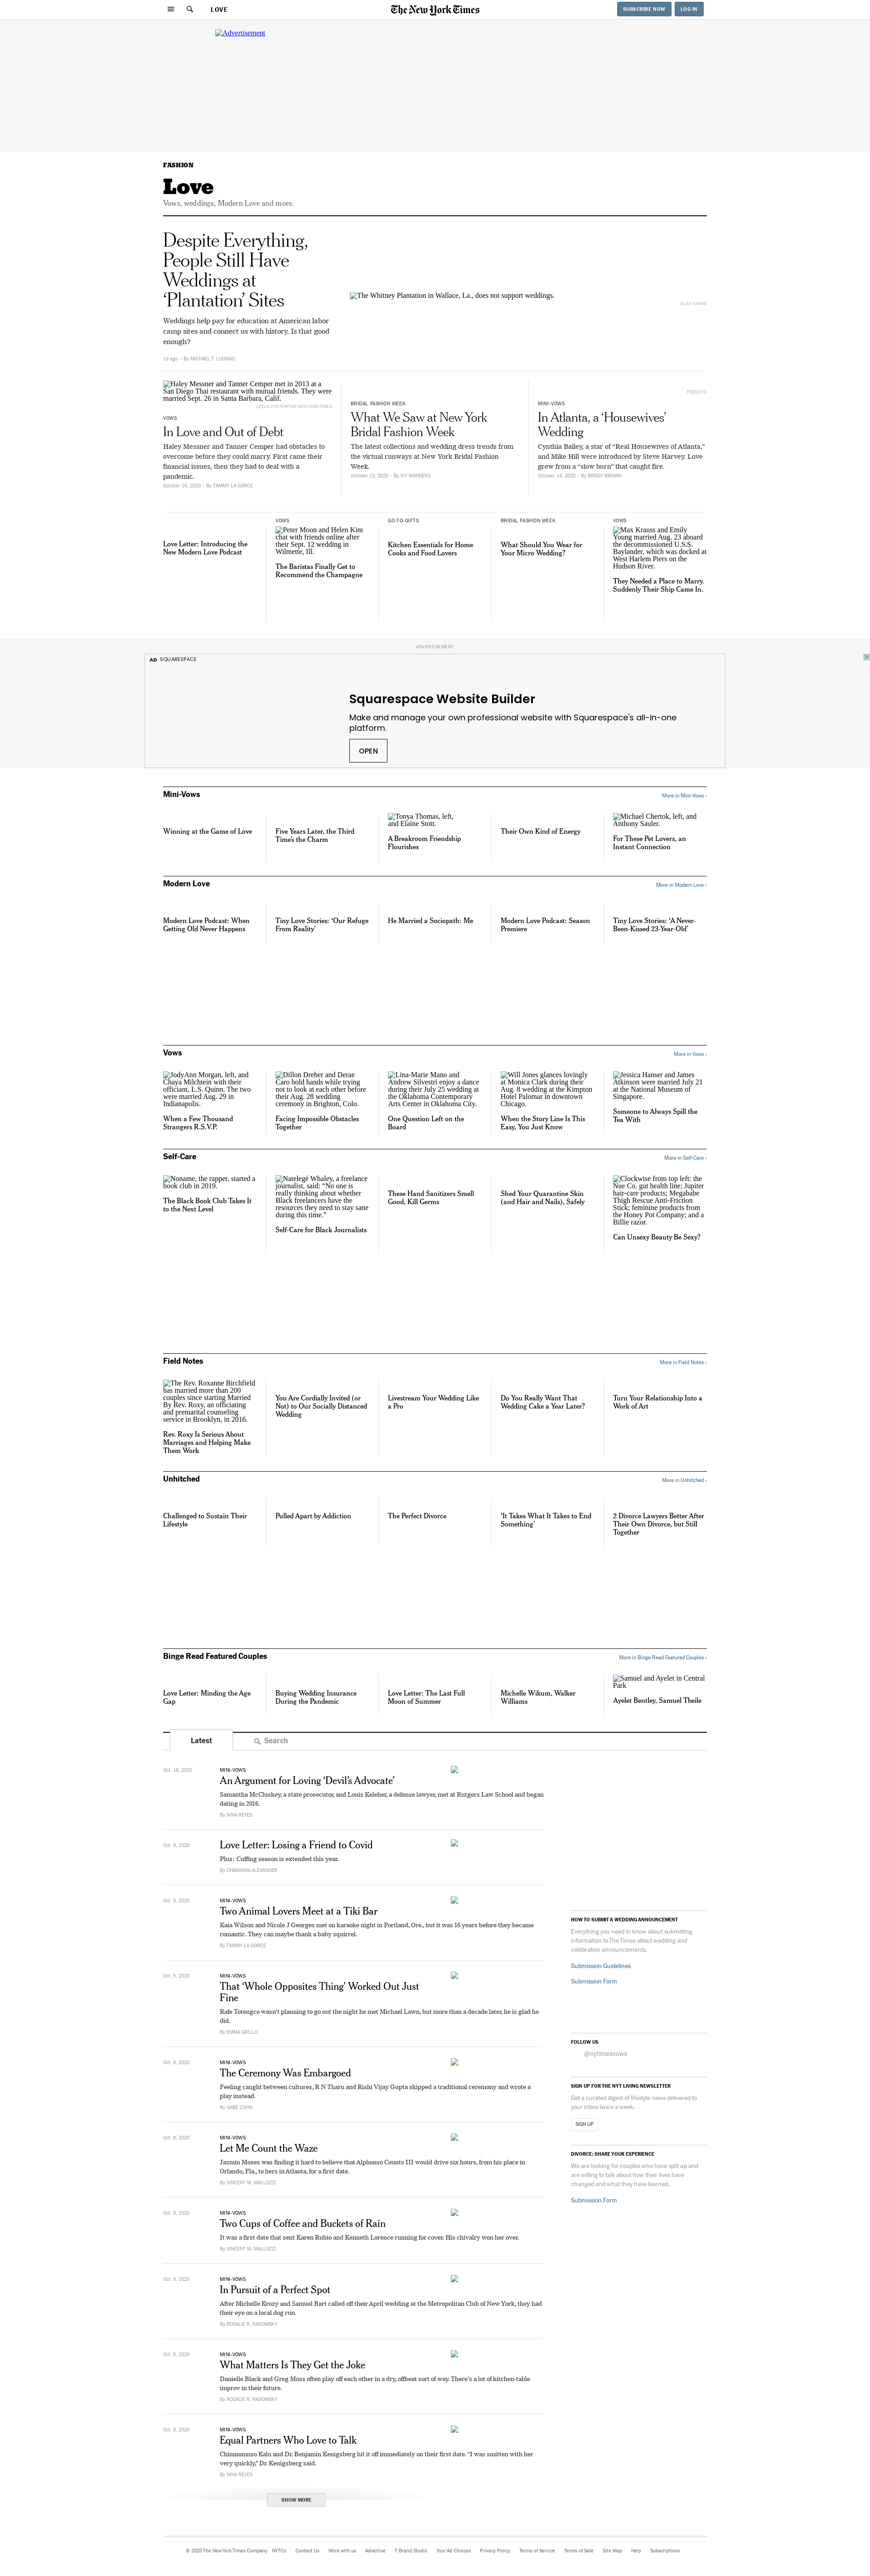 LOVE
The New York Times
SUBSCRIBE NOW
LOG IN
Advertisement
FASHION
Love
Vows, weddings, Modern Love and more.
Despite Everything,
People Still Have
Weddings at
‘Plantation’ Sites
Weddings help pay for education at American labor
camp sites and connect us with history. Is that good
enough?
1d ago - By MICHAEL T. LUONGO
The Whitney Plantation in Wallace, La., does not support weddings.
ELSA HAHNE
Haley Messner and Tanner Cemper met in 2013 at a
San Diego Thai restaurant with mutual friends. They were
married Sept. 26 in Santa Barbara, Calif.
LEELA CYD FOR THE NEW YORK TIMES
VOWS
In Love and Out of Debt
Haley Messner and Tanner Cemper had obstacles to
overcome before they could marry. First came their
financial issues, then they had to deal with a
pandemic.
October 16, 2020 - By TAMMY LA GORCE
BRIDAL FASHION WEEK
What We Saw at New York
Bridal Fashion Week
The latest collections and wedding dress trends from
the virtual runways at New York Bridal Fashion
Week.
October 15, 2020 - By IVY MANNERS
FREDDYO
MINI-VOWS
In Atlanta, a ‘Housewives’
Wedding
Cynthia Bailey, a star of “Real Housewives of Atlanta,”
and Mike Hill were introduced by Steve Harvey. Love
grew from a “slow burn” that caught fire.
October 16, 2020 - By BRODY BROWN
Love Letter: Introducing the
New Modern Love Podcast
VOWS
Peter Moon and Helen Kim
chat with friends online after
their Sept. 12 wedding in
Wilmette, Ill.
The Baristas Finally Get to
Recommend the Champagne
GO-TO-GIFTS
Kitchen Essentials for Home
Cooks and Food Lovers
BRIDAL FASHION WEEK
What Should You Wear for
Your Micro Wedding?
VOWS
Max Krauss and Emily
Young married Aug. 23 aboard
the decommissioned U.S.S.
Baylander, which was docked at
West Harlem Piers on the
Hudson River.
They Needed a Place to Marry.
Suddenly Their Ship Came In.
ADVERTISEMENT
AD SQUARESPACE
Squarespace Website Builder
Make and manage your own professional website with Squarespace's all-in-one
platform.
OPEN
Mini-Vows
More in Mini-Vows ›
Winning at the Game of Love
Five Years Later, the Third
Time’s the Charm
Tonya Thomas, left,
and Elaine Stott.
A Breakroom Friendship
Flourishes
Their Own Kind of Energy
Michael Chertok, left, and
Anthony Sauler.
For These Pet Lovers, an
Instant Connection
Modern Love
More in Modern Love ›
Modern Love Podcast: When
Getting Old Never Happens
Tiny Love Stories: ‘Our Refuge
From Reality’
He Married a Sociopath: Me
Modern Love Podcast: Season
Premiere
Tiny Love Stories: ‘A Never-
Been-Kissed 23-Year-Old’
Vows
More in Vows ›
JodyAnn Morgan, left, and
Chaya Milchtein with their
officiant, L.S. Quinn. The two
were married Aug. 29 in
Indianapolis.
When a Few Thousand
Strangers R.S.V.P.
Dillon Dreher and Derae
Caro hold hands while trying
not to look at each other before
their Aug. 28 wedding
ceremony in Brighton, Colo.
Facing Impossible Obstacles
Together
Lina-Marie Mano and
Andrew Silvestri enjoy a dance
during their July 25 wedding at
the Oklahoma Contemporary
Arts Center in Oklahoma City.
One Question Left on the
Board
Will Jones glances lovingly
at Monica Clark during their
Aug. 8 wedding at the Kimpton
Hotel Palomar in downtown
Chicago.
When the Story Line Is This
Easy, You Just Know
Jessica Hanser and James
Atkinson were married July 21
at the National Museum of
Singapore.
Someone to Always Spill the
Tea With
Self-Care
More in Self-Care ›
Noname, the rapper, started a
book club in 2019.
The Black Book Club Takes It
to the Next Level
Natelegé Whaley, a freelance
journalist, said: “No one is
really thinking about whether
Black freelancers have the
resources they need to stay sane
during this time.”
Self-Care for Black Journalists
These Hand Sanitizers Smell
Good, Kill Germs
Shed Your Quarantine Skin
(and Hair and Nails), Safely
Clockwise from top left: the
Nue Co. gut health line; Jupiter
hair-care products; Megababe
Thigh Rescue Anti-Friction
Stick; feminine products from
the Honey Pot Company; and a
Billie razor.
Can Unsexy Beauty Be Sexy?
Field Notes
More in Field Notes ›
The Rev. Roxanne Birchfield
has married more than 200
couples since starting Married
By Rev. Roxy, an officiating
and premarital counseling
service in Brooklyn, in 2016.
Rev. Roxy Is Serious About
Marriages and Helping Make
Them Work
You Are Cordially Invited (or
Not) to Our Socially Distanced
Wedding
Livestream Your Wedding Like
a Pro
Do You Really Want That
Wedding Cake a Year Later?
Turn Your Relationship Into a
Work of Art
Unhitched
More in Unhitched ›
Challenged to Sustain Their
Lifestyle
Pulled Apart by Addiction
The Perfect Divorce
‘It Takes What It Takes to End
Something’
2 Divorce Lawyers Better After
Their Own Divorce, but Still
Together
Binge Read Featured Couples
More in Binge Read Featured Couples ›
Love Letter: Minding the Age
Gap
Buying Wedding Insurance
During the Pandemic
Love Letter: The Last Full
Moon of Summer
Michelle Wikum, Walker
Williams
Samuel and Ayelet in Central
Park
Ayelet Bentley, Samuel Tbeile
Latest
Search
Oct. 16, 2020
MINI-VOWS
An Argument for Loving ‘Devil’s Advocate’
Samantha McCluskey, a state prosecutor, and Louis Keleher, a defense lawyer, met at Rutgers Law School and began
dating in 2016.
By NINA REYES
Oct. 9, 2020
Love Letter: Losing a Friend to Covid
Plus: Cuffing season is extended this year.
By CHARANNA ALEXANDER
Oct. 9, 2020
MINI-VOWS
Two Animal Lovers Meet at a Tiki Bar
Kaia Wilson and Nicole J Georges met on karaoke night in Portland, Ore., but it was 16 years before they became
romantic. They can maybe thank a baby squirrel.
By TAMMY LA GORCE
Oct. 9, 2020
MINI-VOWS
That ‘Whole Opposites Thing’ Worked Out Just
Fine
Rafe Totengco wasn’t planning to go out the night he met Michael Lawn, but more than a decade later, he is glad he
did.
By EMMA GRILLO
Oct. 9, 2020
MINI-VOWS
The Ceremony Was Embargoed
Feeling caught between cultures, R N Tharu and Rishi Vijay Gupta skipped a traditional ceremony and wrote a
play instead.
By GABE COHN
Oct. 9, 2020
MINI-VOWS
Let Me Count the Waze
Jazmin Moses was finding it hard to believe that Alphonso Counts III would drive six hours, from his place in
Orlando, Fla., to hers in Atlanta, for a first date.
By VINCENT M. MALLOZZI
Oct. 9, 2020
MINI-VOWS
Two Cups of Coffee and Buckets of Rain
It was a first date that sent Karen Rubio and Kenneth Lorence running for cover. His chivalry won her over.
By VINCENT M. MALLOZZI
Oct. 9, 2020
MINI-VOWS
In Pursuit of a Perfect Spot
After Michelle Krozy and Samuel Bart called off their April wedding at the Metropolitan Club of New York, they had
their eye on a local dog run.
By ROSALIE R. RADOMSKY
Oct. 9, 2020
MINI-VOWS
What Matters Is They Get the Joke
Danielle Black and Greg Moss often play off each other in a dry, offbeat sort of way. There’s a lot of kitchen-table
improv in their future.
By ROSALIE R. RADOMSKY
Oct. 9, 2020
MINI-VOWS
Equal Partners Who Love to Talk
Chimnomnso Kalu and Dr. Benjamin Kenigsberg hit it off immediately on their first date. “I was smitten with her
very quickly,” Dr. Kenigsberg said.
By NINA REYES
SHOW MORE
HOW TO SUBMIT A WEDDING ANNOUNCEMENT
Everything you need to know about submitting
information to The Times about wedding and
celebration announcements.
Submission Guidelines
Submission Form
FOLLOW US
@nytimesvows
SIGN UP FOR THE NYT LIVING NEWSLETTER
Get a curated digest of lifestyle news delivered to
your inbox twice a week.
SIGN UP
DIVORCE: SHARE YOUR EXPERIENCE
We are looking for couples who have split up and
are willing to talk about how their lives have
changed and what they have learned.
Submission Form
© 2020 The New York Times Company NYTCo Contact Us Work with us Advertise T Brand Studio Your Ad Choices Privacy Policy Terms of Service Terms of Sale Site Map Help Subscriptions